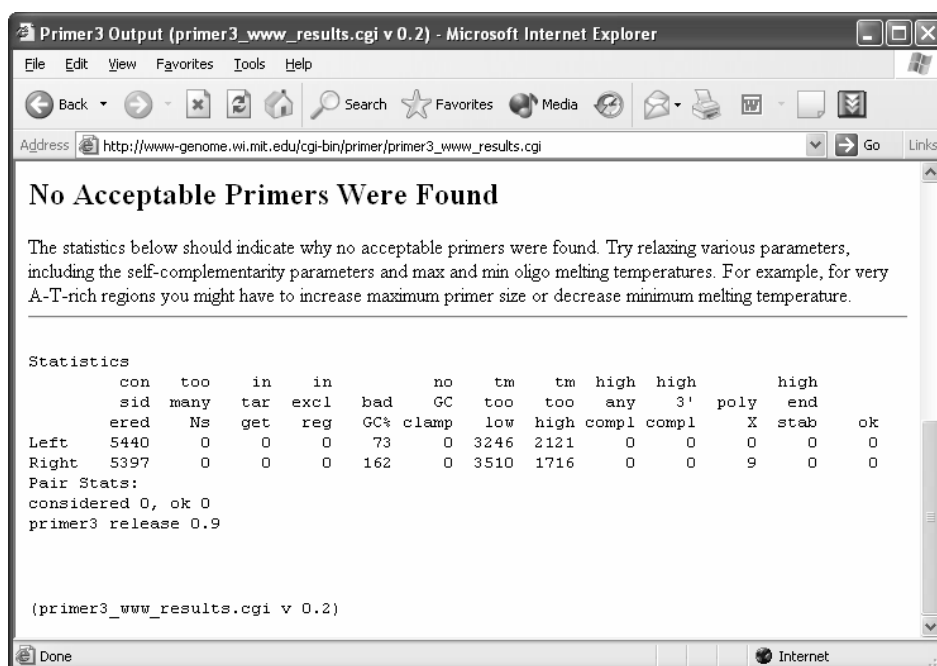 Primer3 Output (primer3_www_results.cgi v 0.2) - Microsoft Internet Explorer
File Edit View Favorites Tools Help
Back Search Favorites Media
Address http://www-genome.wi.mit.edu/cgi-bin/primer/primer3_www_results.cgi Go Links
No Acceptable Primers Were Found
The statistics below should indicate why no acceptable primers were found. Try relaxing various parameters,
including the self-complementarity parameters and max and min oligo melting temperatures. For example, for very
A-T-rich regions you might have to increase maximum primer size or decrease minimum melting temperature.
Statistics
con too in in no tm tm high high high
sid many tar excl bad GC too too any 3' poly end
ered Ns get reg GC% clamp low high compl compl X stab ok
Left 5440 0 0 0 73 0 3246 2121 0 0 0 0 0
Right 5397 0 0 0 162 0 3510 1716 0 0 9 0 0
Pair Stats:
considered 0, ok 0
primer3 release 0.9
(primer3_www_results.cgi v 0.2)
Done Internet